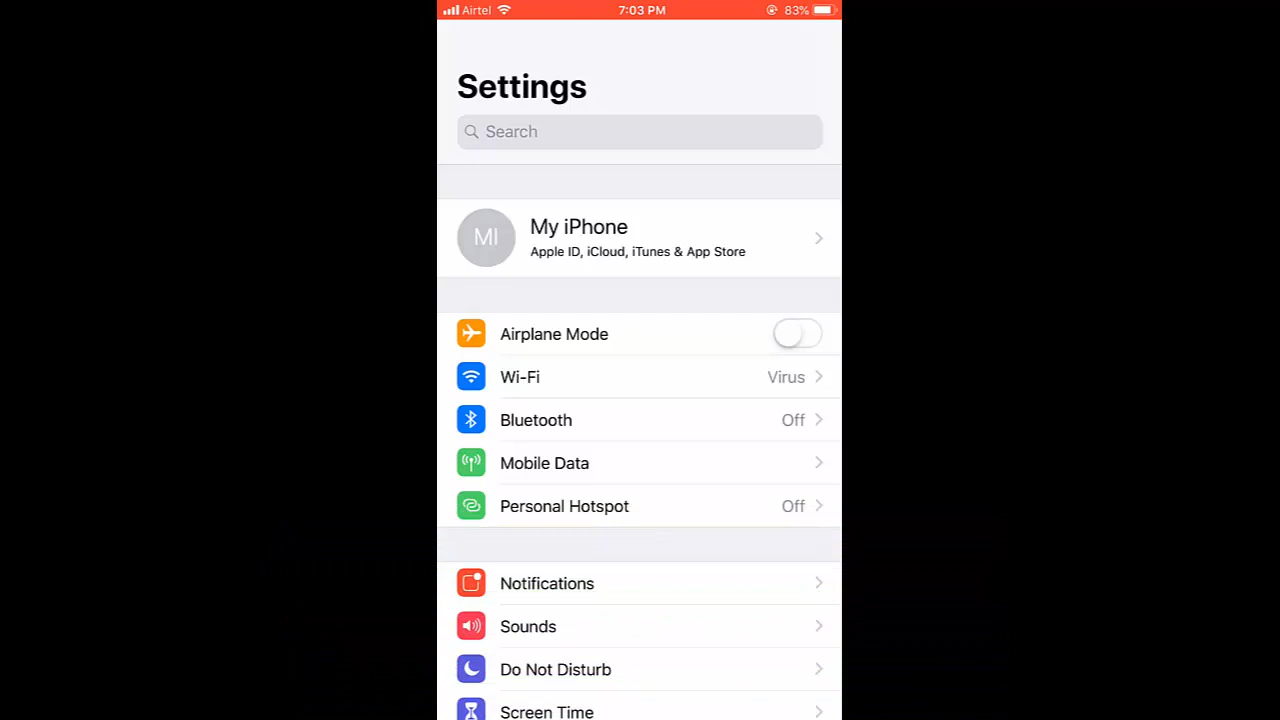 Airtel 7:03 PM 83%
Settings
Search
MI
My iPhone
Apple ID, iCloud, iTunes & App Store
Airplane Mode
Wi-Fi Virus
Bluetooth Off
Mobile Data
Personal Hotspot Off
Notifications
Sounds
Do Not Disturb
Screen Time